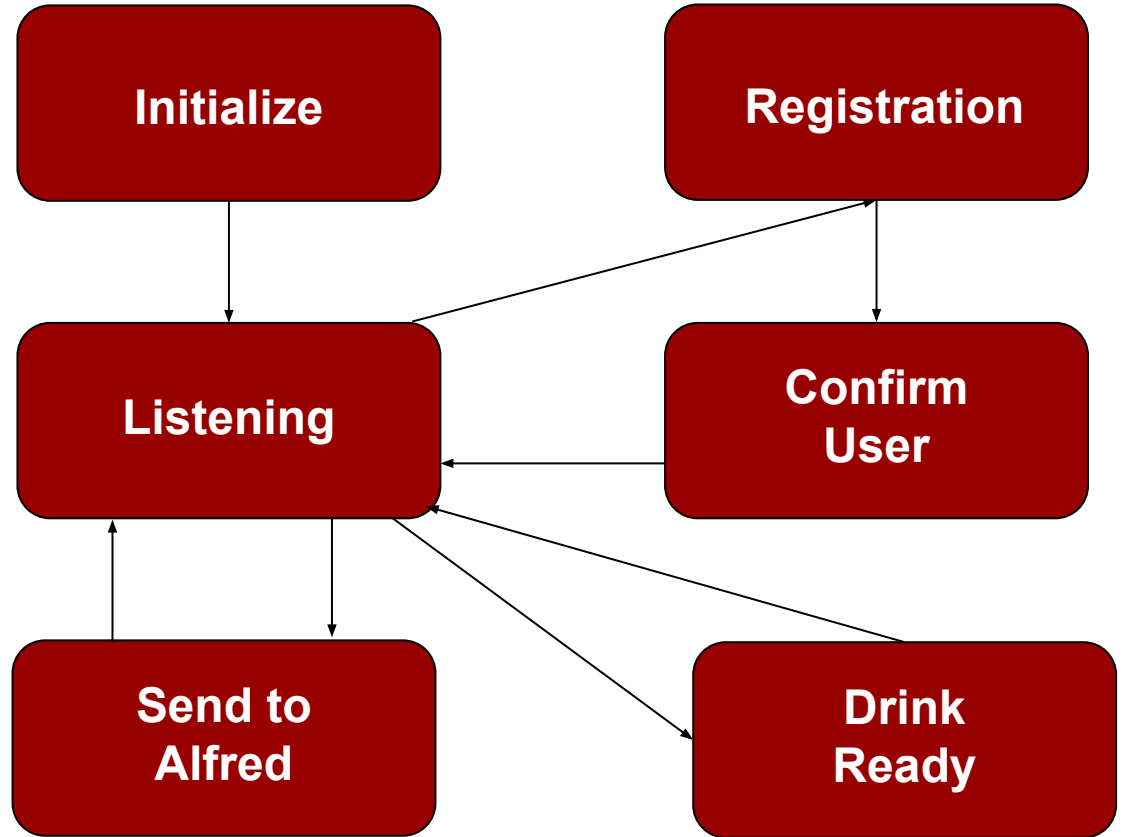 Initialize
Registration
Listening
Confirm
User
Send to
Alfred
Drink
Ready